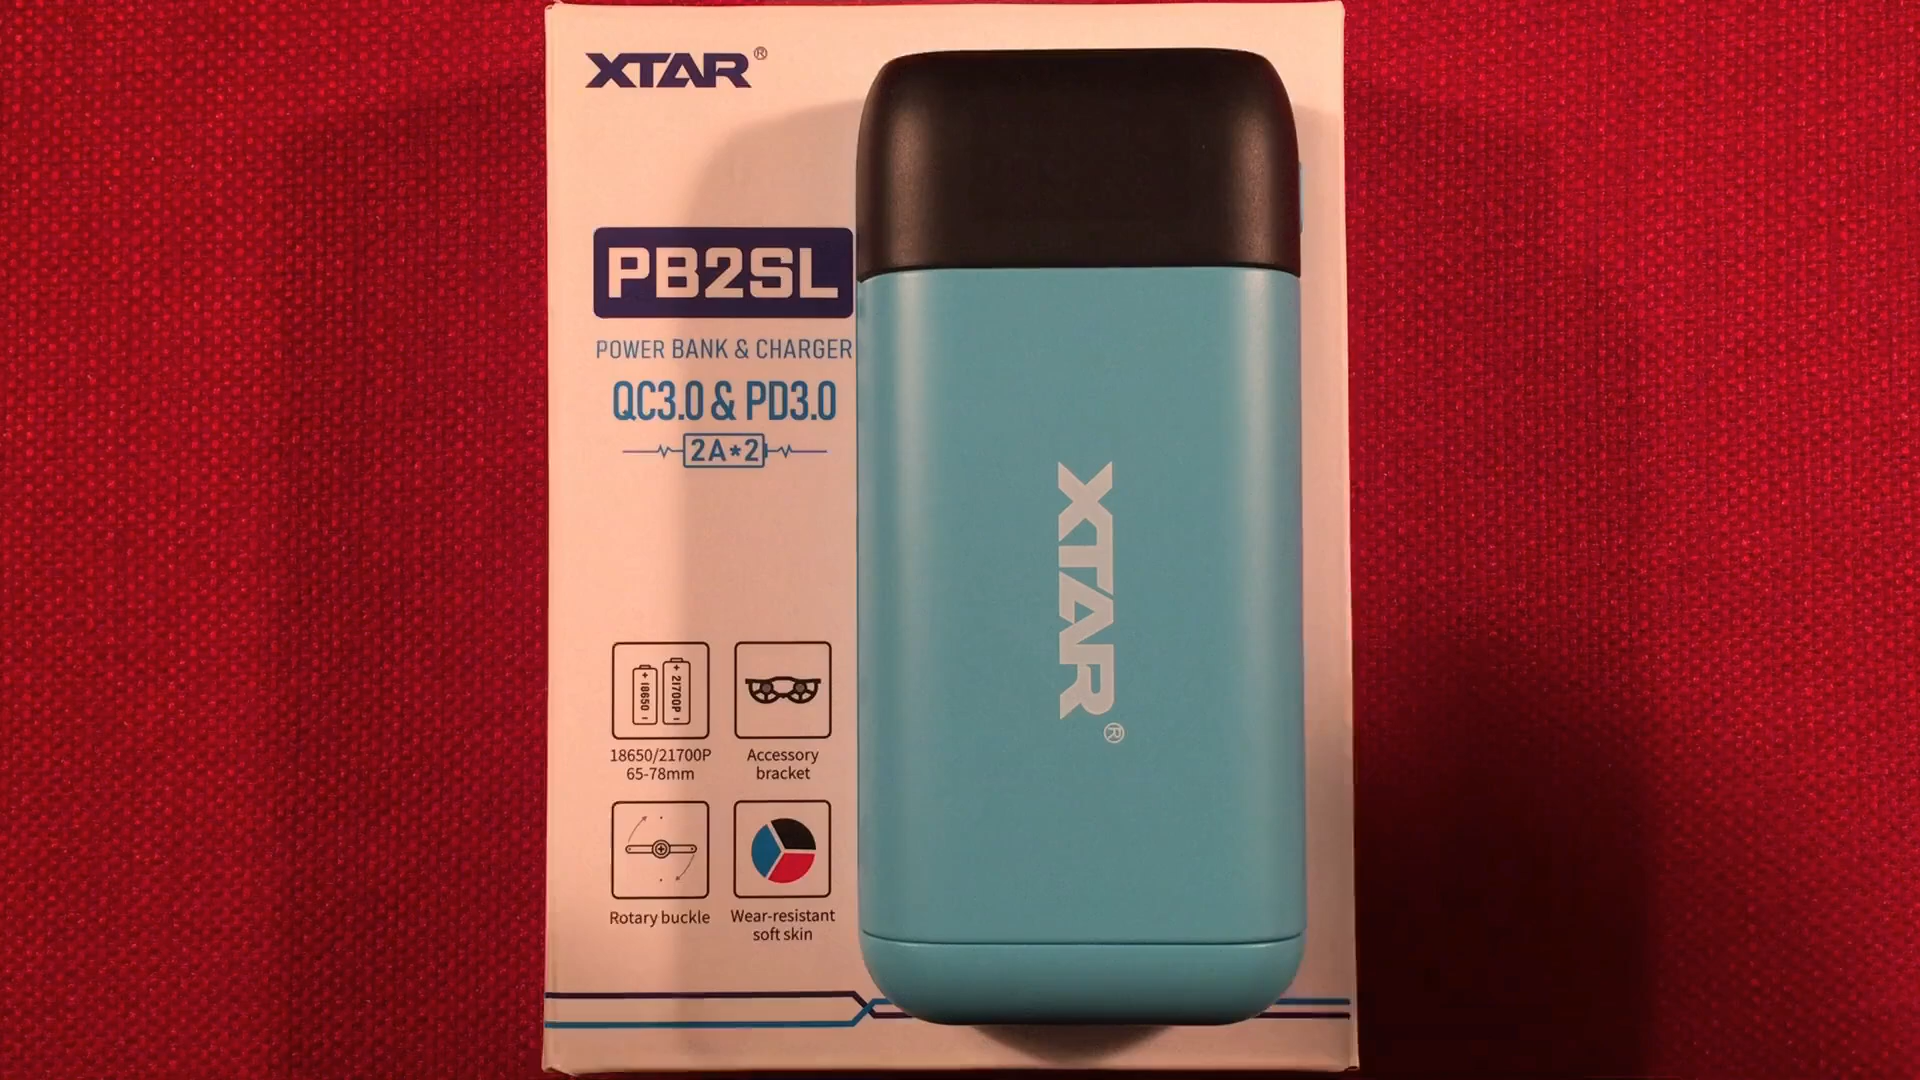 XTAR®
PB2SL
POWER BANK & CHARGER
QC3.0 & PD3.0
2A*2
XTAR®
+ 18650 -
+ 21700P -
18650/21700P
65-78mm
Accessory
bracket
Rotary buckle
Wear-resistant
soft skin